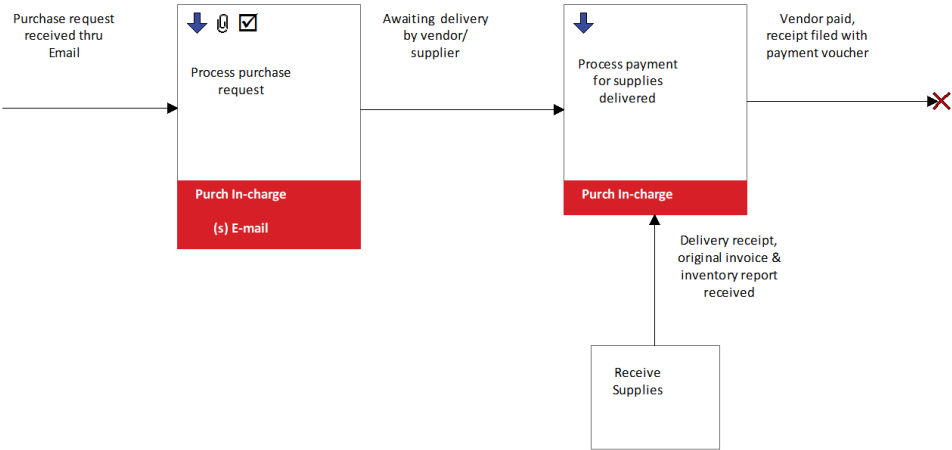 Purchase request
received thru
Email
Process purchase
request
Purch In-charge
(s) E-mail
Awaiting delivery
by vendor/
supplier
Process payment
for supplies
delivered
Purch In-charge
Vendor paid,
receipt filed with
payment voucher
Delivery receipt,
original invoice &
inventory report
received
Receive
Supplies